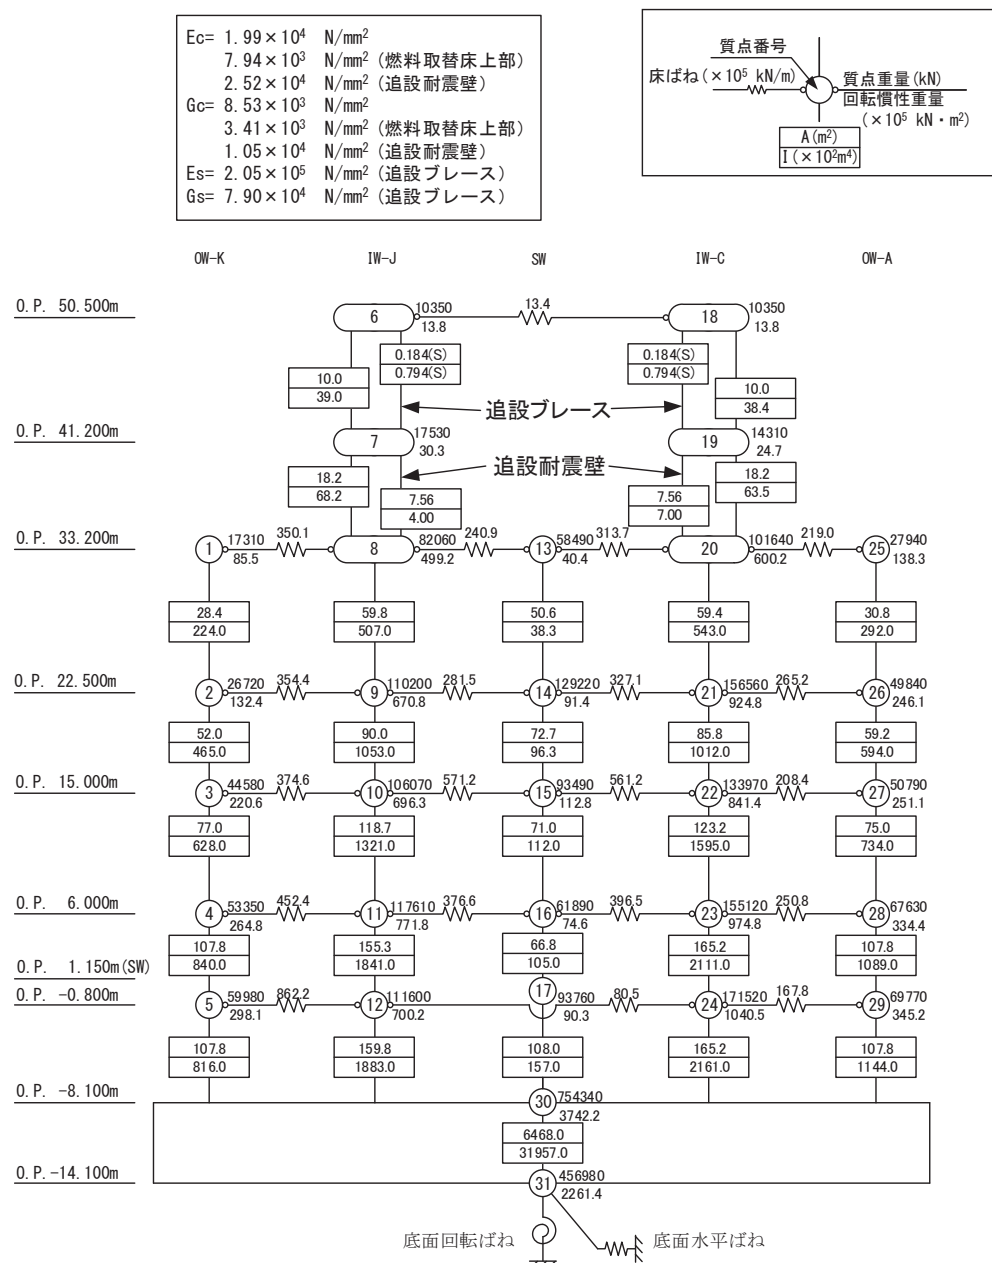 Ec= 1.99×10⁴ N/mm²
7.94×10³ N/mm² (燃料取替床上部)
2.52×10⁴ N/mm² (追設耐震壁)
Gc= 8.53×10³ N/mm²
3.41×10³ N/mm² (燃料取替床上部)
1.05×10⁴ N/mm² (追設耐震壁)
Es= 2.05×10⁵ N/mm² (追設ブレース)
Gs= 7.90×10⁴ N/mm² (追設ブレース)
質点番号
床ばね(×10⁵ kN/m)
質点重量(kN)
回転慣性重量
(×10⁵ kN・m²)
A(m²)
I(×10²m⁴)
OW-K IW-J SW IW-C OW-A
O.P. 50.500m
6 10350 13.4 18 10350
13.8 13.8
0.184(S) 0.184(S)
0.794(S) 0.794(S)
10.0 10.0
39.0 38.4
追設ブレース
O.P. 41.200m
7 17530 19 14310
30.3 24.7
追設耐震壁
18.2 18.2
68.2 63.5
7.56 7.56
4.00 7.00
O.P. 33.200m
1 17310 350.1 8 82060 240.9 13 58490 313.7 20 101640 219.0 25 27940
85.5 499.2 40.4 600.2 138.3
28.4 59.8 50.6 59.4 30.8
224.0 507.0 38.3 543.0 292.0
O.P. 22.500m
2 26720 354.4 9 110200 281.5 14 129220 327.1 21 156560 265.2 26 49840
132.4 670.8 91.4 924.8 246.1
52.0 90.0 72.7 85.8 59.2
465.0 1053.0 96.3 1012.0 594.0
O.P. 15.000m
3 44580 374.6 10 106070 571.2 15 93490 561.2 22 133970 208.4 27 50790
220.6 696.3 112.8 841.4 251.1
77.0 118.7 71.0 123.2 75.0
628.0 1321.0 112.0 1595.0 734.0
O.P. 6.000m
4 53350 452.4 11 117610 376.6 16 61890 396.5 23 155120 250.8 28 67630
264.8 771.8 74.6 974.8 334.4
107.8 155.3 66.8 165.2 107.8
840.0 1841.0 105.0 2111.0 1089.0
O.P. 1.150m(SW)
O.P. -0.800m
5 59980 862.2 12 111600 17 93760 80.5 24 171520 167.8 29 69770
298.1 700.2 90.3 1040.5 345.2
107.8 159.8 108.0 165.2 107.8
816.0 1883.0 157.0 2161.0 1144.0
O.P. -8.100m
30 754340
3742.2
6468.0
31957.0
O.P.-14.100m
31 456980
2261.4
底面回転ばね 底面水平ばね